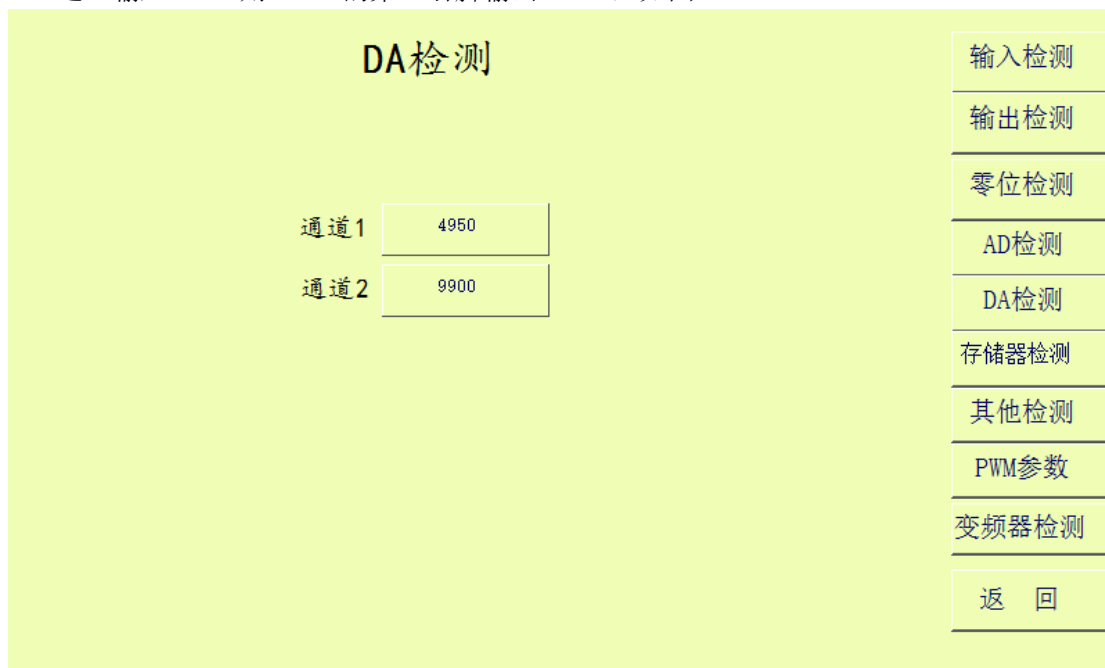 DA检测
通道1 4950
通道2 9900
输入检测
输出检测
零位检测
AD检测
DA检测
存储器检测
其他检测
PWM参数
变频器检测
返 回